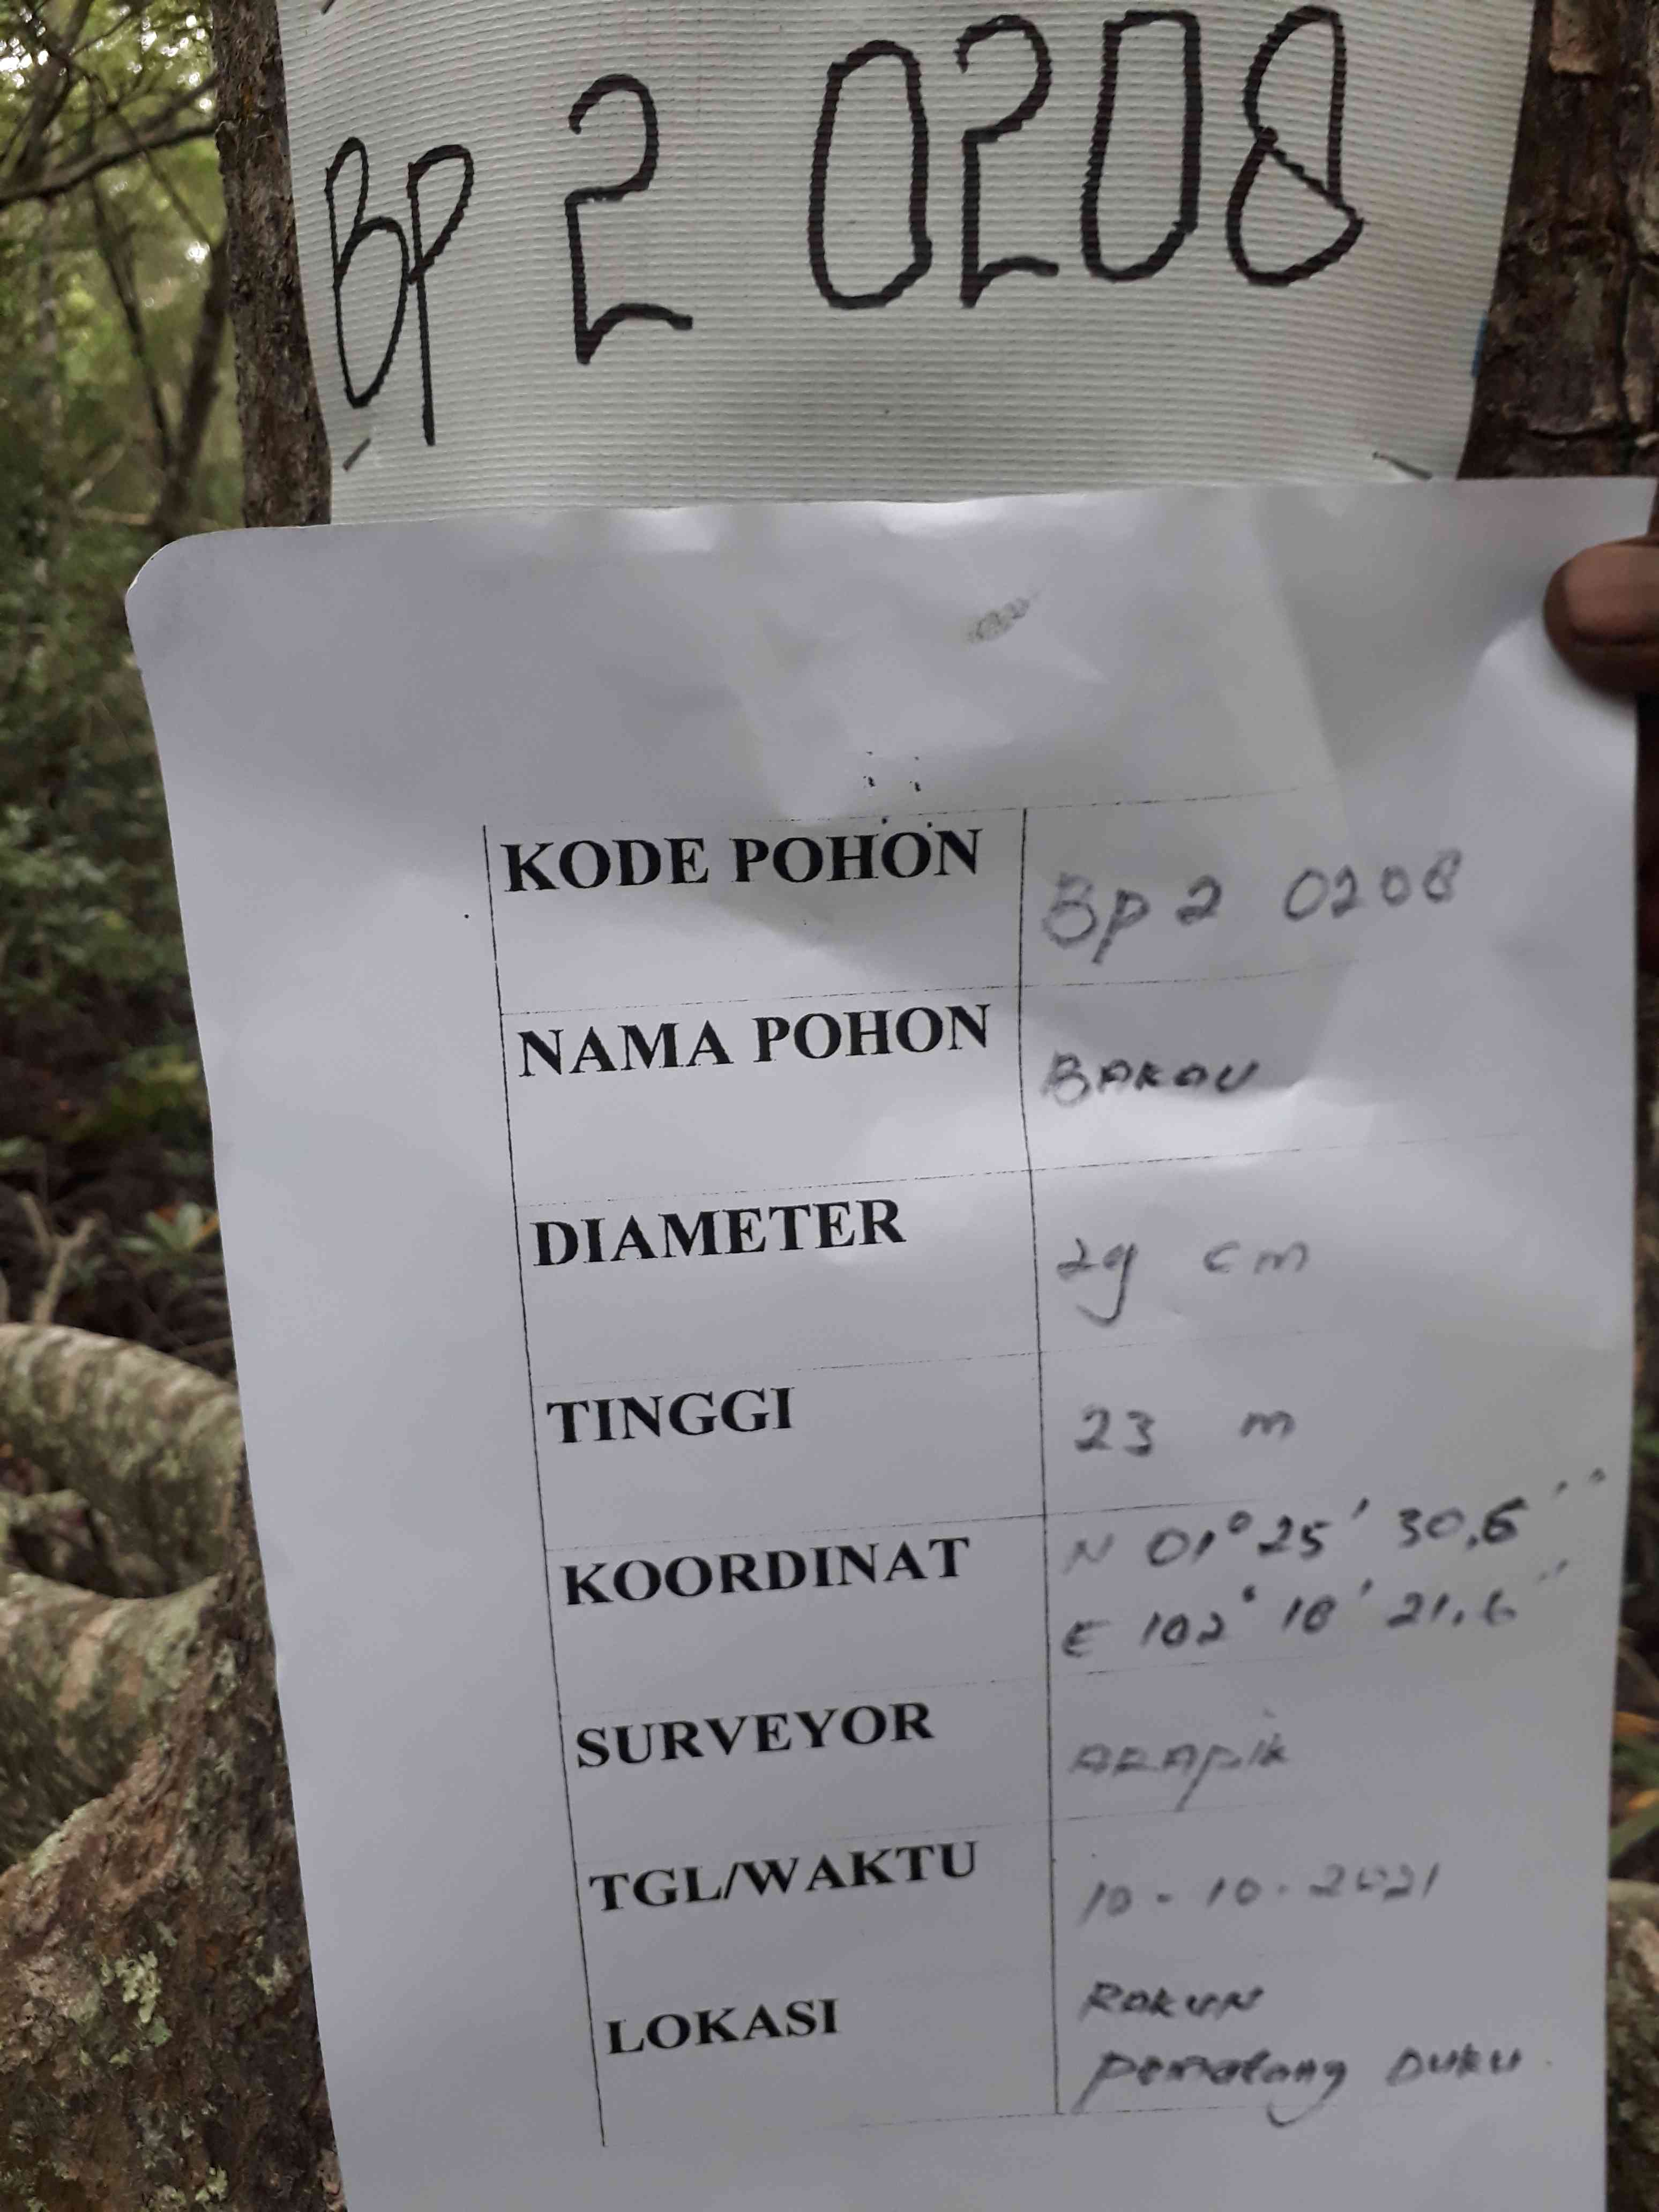 BP 2 0208
KODE POHON Bp 2 0208
NAMA POHON BAKAU
DIAMETER 29 cm
TINGGI 23 m
KOORDINAT N 01° 25' 30,6''
E 102° 10' 21,6''
SURVEYOR ARAPIK
TGL/WAKTU 10-10-2021
LOKASI ROKUN
pematang DUKU